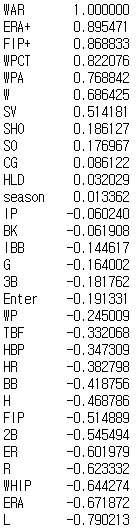 WAR 1.000000
ERA+ 0.895471
FIP+ 0.868833
WPCT 0.822076
WPA 0.768842
W 0.686425
SV 0.514181
SHO 0.186127
SO 0.176967
CG 0.086122
HLD 0.032029
season 0.013364
IP -0.060240
BK -0.061908
IBB -0.144617
G -0.164002
3B -0.181762
Enter -0.191331
WP -0.245009
TBF -0.332068
HBP -0.347309
HR -0.382798
BB -0.418756
H -0.468786
FIP -0.514889
2B -0.545494
ER -0.601979
R -0.623332
WHIP -0.644274
ERA -0.671872
L -0.790213